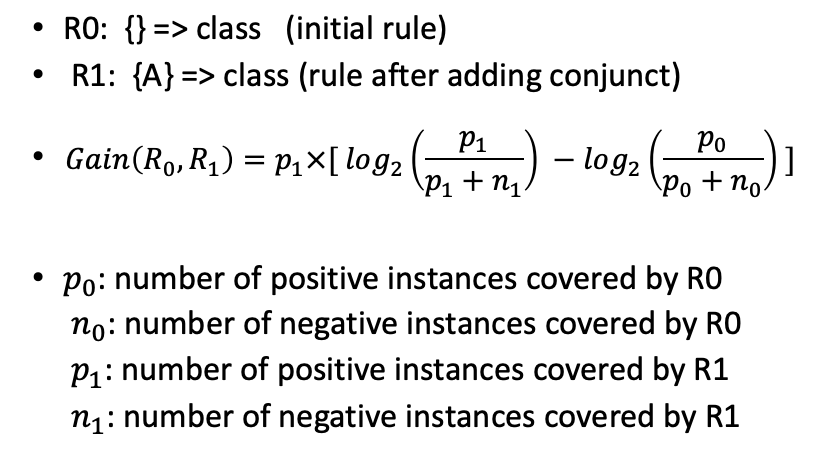 • R0: {} => class (initial rule)
• R1: {A} => class (rule after adding conjunct)
• Gain(R₀, R₁) = p₁×[ log₂ (p₁ / (p₁ + n₁)) − log₂ (p₀ / (p₀ + n₀)) ]
• p₀: number of positive instances covered by R0
n₀: number of negative instances covered by R0
p₁: number of positive instances covered by R1
n₁: number of negative instances covered by R1